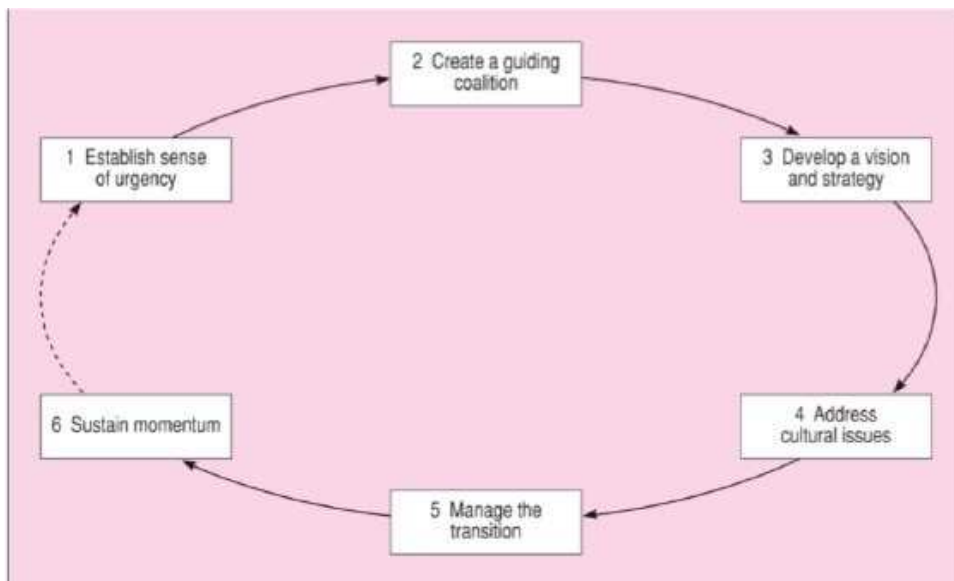 1 Establish sense
of urgency
2 Create a guiding
coalition
3 Develop a vision
and strategy
4 Address
cultural issues
5 Manage the
transition
6 Sustain momentum